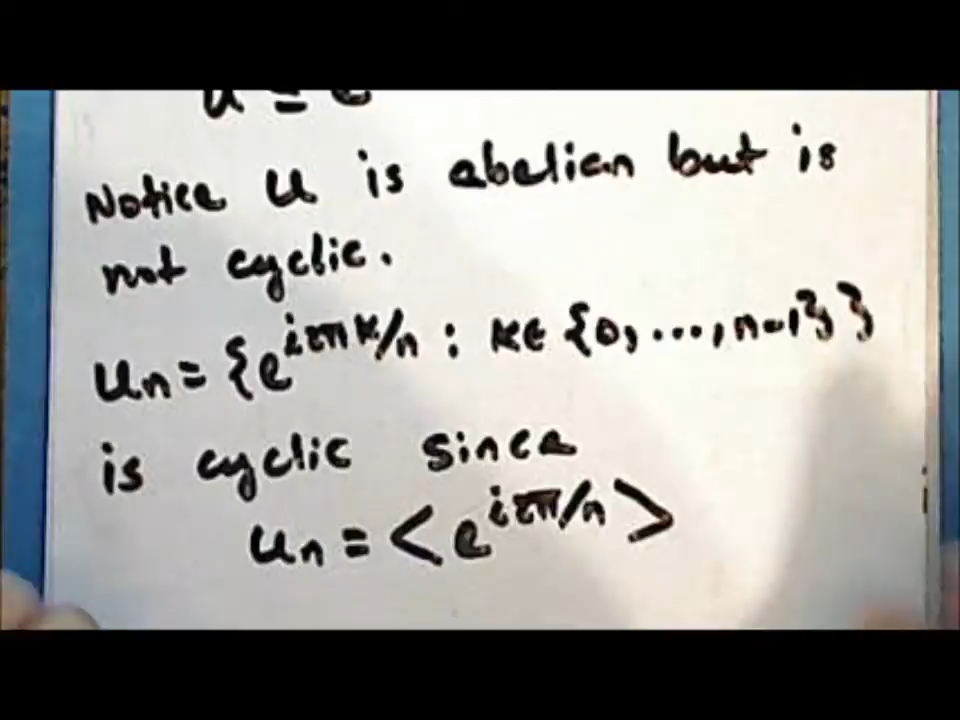 Notice U is abelian but is
not cyclic.
Un = {e^{i2πk/n} : k∈ {0, ..., n-1}}
is cyclic since
Un = <e^{i2π/n}>